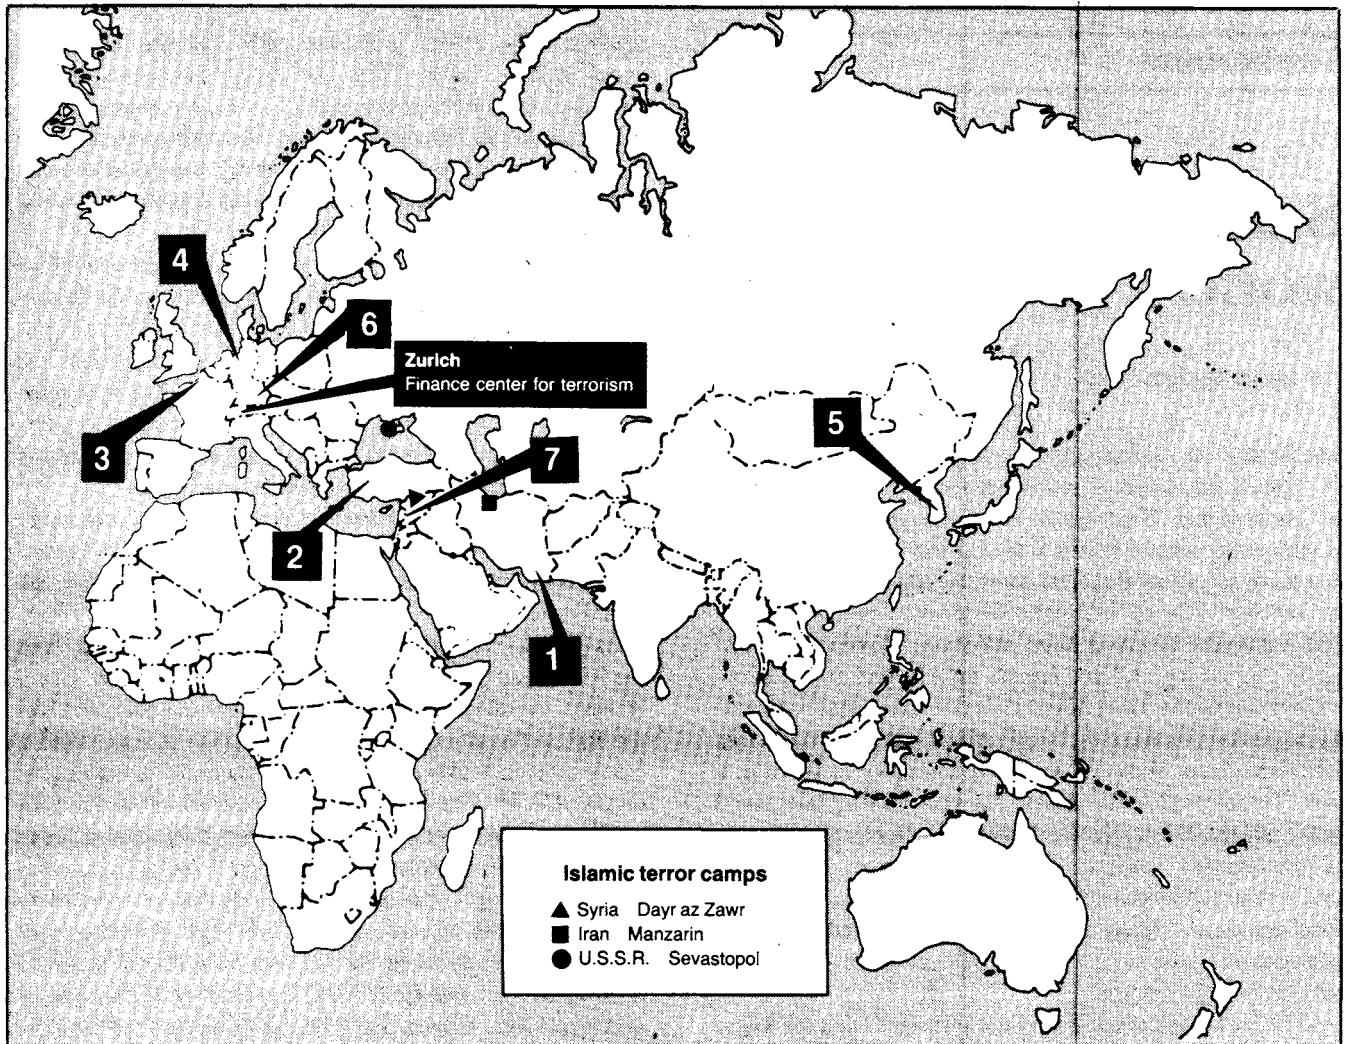 4
6
Zurich
Finance center for terrorism
5
3
7
2
1
Islamic terror camps
Syria Dayr az Zawr
Iran Manzarin
U.S.S.R. Sevastopol